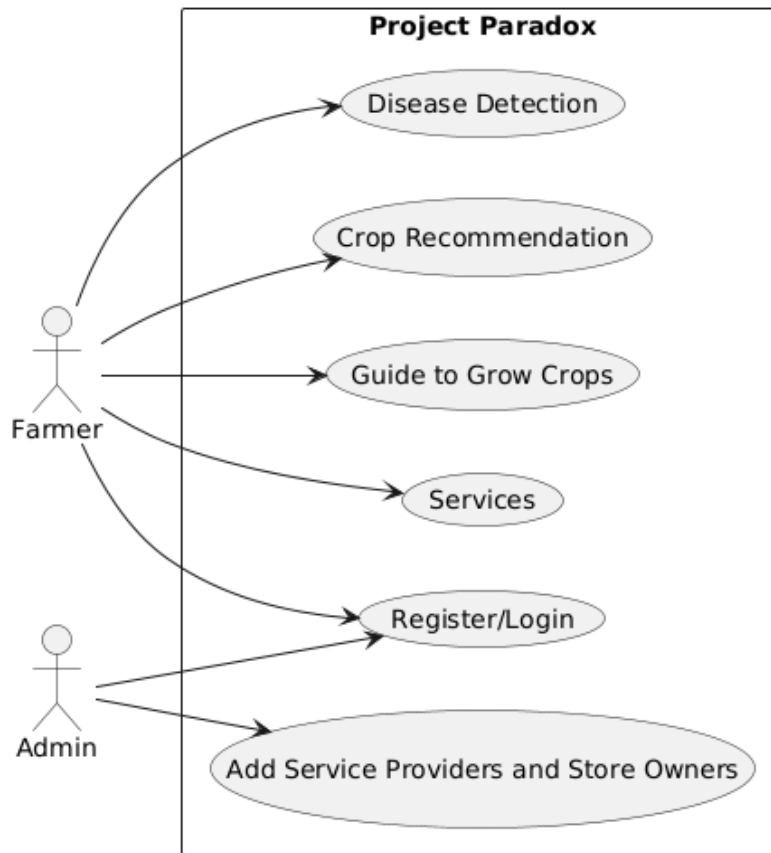 Project Paradox
Disease Detection
Crop Recommendation
Guide to Grow Crops
Farmer
Services
Register/Login
Admin
Add Service Providers and Store Owners